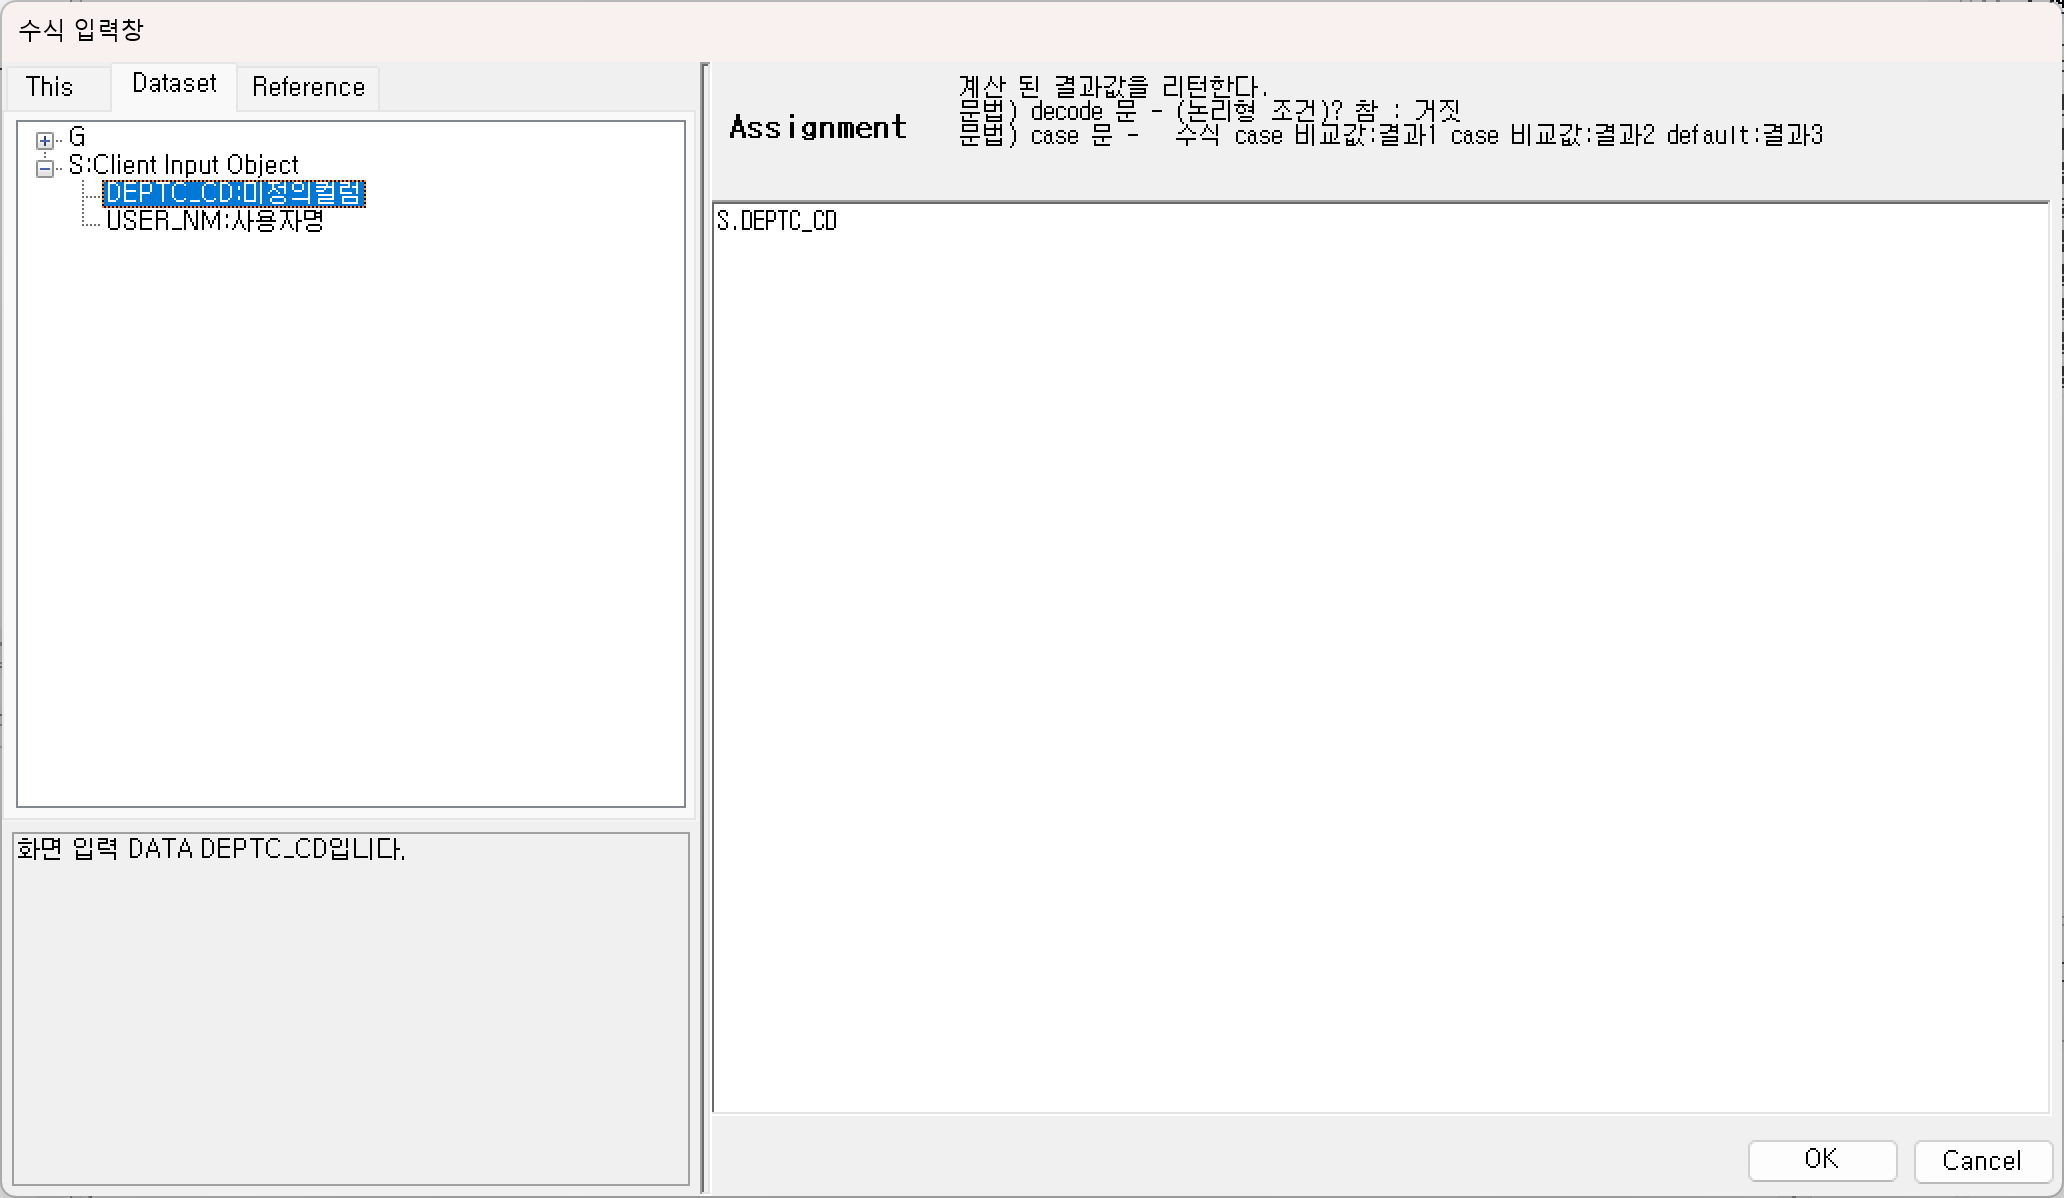 수식 입력창
This Dataset Reference
G
S:Client Input Object
DEPTC_CD:미정의컬럼
USER_NM:사용자명
화면 입력 DATA DEPTC_CD입니다.
Assignment
계산 된 결과값을 리턴한다.
문법) decode 문 - (논리형 조건)? 참 : 거짓
문법) case 문 -   수식 case 비교값:결과1 case 비교값:결과2 default:결과3
S.DEPTC_CD
OK Cancel